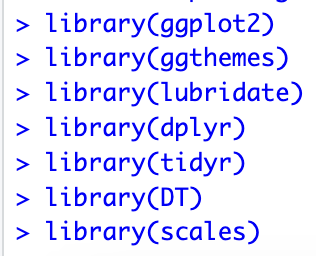 > library(ggplot2)
> library(ggthemes)
> library(lubridate)
> library(dplyr)
> library(tidyr)
> library(DT)
> library(scales)